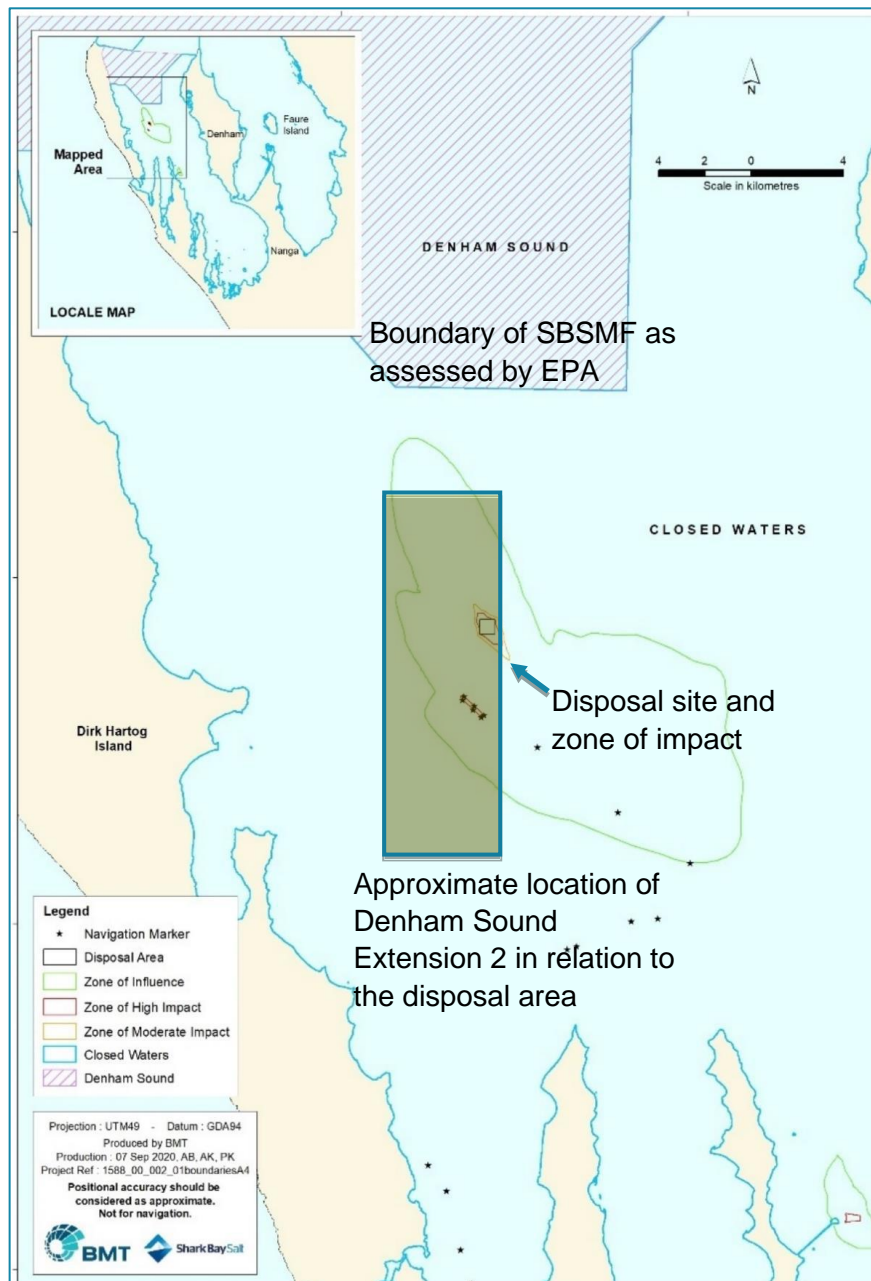 Denham
Faure
Island
Mapped
Area
Nanga
LOCALE MAP
N
4 2 0 4
Scale in kilometres
DENHAM SOUND
Boundary of SBSMF as
assessed by EPA
CLOSED WATERS
Disposal site and
zone of impact
Dirk Hartog
Island
Approximate location of
Denham Sound
Extension 2 in relation to
the disposal area
Legend
Navigation Marker
Disposal Area
Zone of Influence
Zone of High Impact
Zone of Moderate Impact
Closed Waters
Denham Sound
Projection : UTM49 - Datum : GDA94
Produced by BMT
Production : 07 Sep 2020, AB, AK, PK
Project Ref : 1588_00_002_01boundariesA4
Positional accuracy should be
considered as approximate.
Not for navigation.
BMT SharkBaySalt